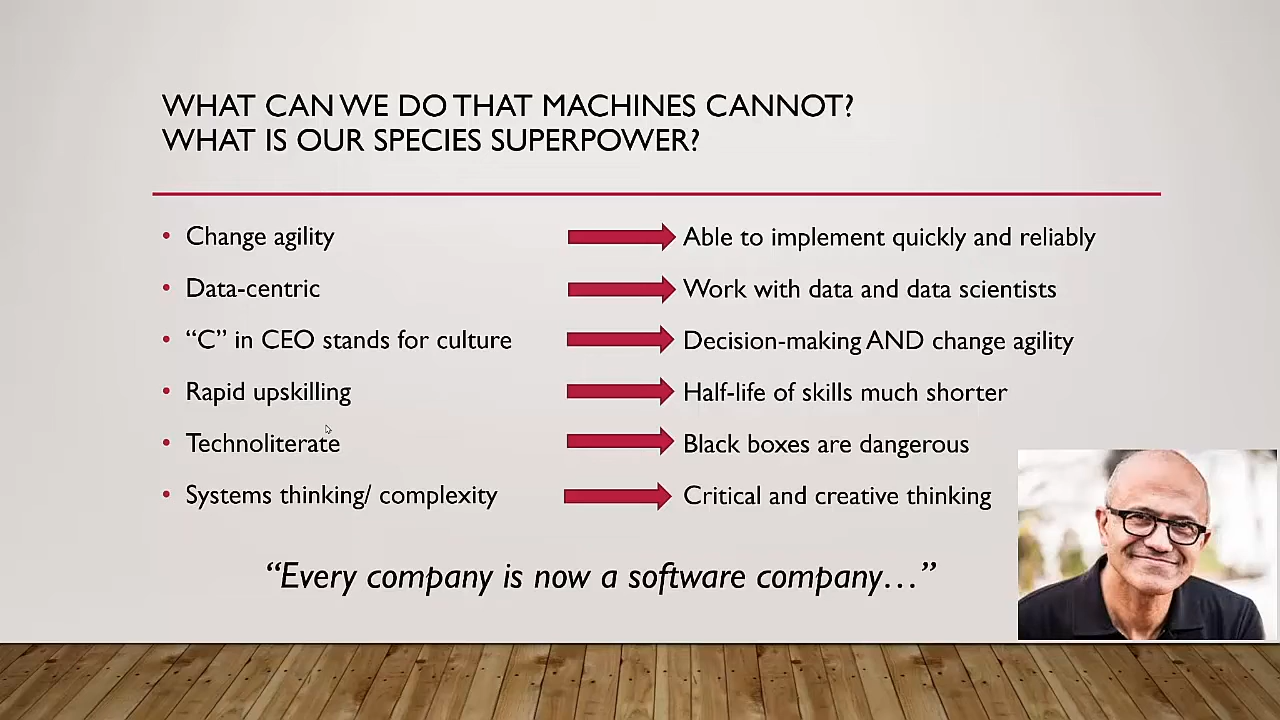 WHAT CAN WE DO THAT MACHINES CANNOT?
WHAT IS OUR SPECIES SUPERPOWER?
• Change agility Able to implement quickly and reliably
• Data-centric Work with data and data scientists
• “C” in CEO stands for culture Decision-making AND change agility
• Rapid upskilling Half-life of skills much shorter
• Technoliterate Black boxes are dangerous
• Systems thinking/ complexity Critical and creative thinking
“Every company is now a software company…”